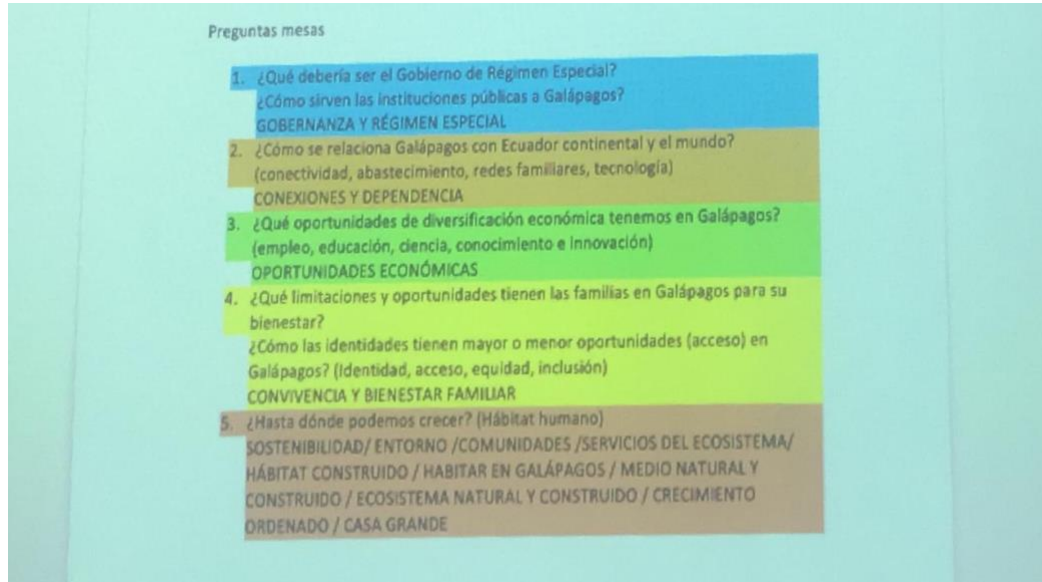 Preguntas mesas
1. ¿Qué debería ser el Gobierno de Régimen Especial?
¿Cómo sirven las instituciones públicas a Galápagos?
GOBERNANZA Y RÉGIMEN ESPECIAL
2. ¿Cómo se relaciona Galápagos con Ecuador continental y el mundo?
(conectividad, abastecimiento, redes familiares, tecnología)
CONEXIONES Y DEPENDENCIA
3. ¿Qué oportunidades de diversificación económica tenemos en Galápagos?
(empleo, educación, ciencia, conocimiento e innovación)
OPORTUNIDADES ECONÓMICAS
4. ¿Qué limitaciones y oportunidades tienen las familias en Galápagos para su
bienestar?
¿Cómo las identidades tienen mayor o menor oportunidades (acceso) en
Galápagos? (Identidad, acceso, equidad, inclusión)
CONVIVENCIA Y BIENESTAR FAMILIAR
5. ¿Hasta dónde podemos crecer? (Hábitat humano)
SOSTENIBILIDAD/ ENTORNO /COMUNIDADES /SERVICIOS DEL ECOSISTEMA/
HÁBITAT CONSTRUIDO / HABITAR EN GALÁPAGOS / MEDIO NATURAL Y
CONSTRUIDO / ECOSISTEMA NATURAL Y CONSTRUIDO / CRECIMIENTO
ORDENADO / CASA GRANDE